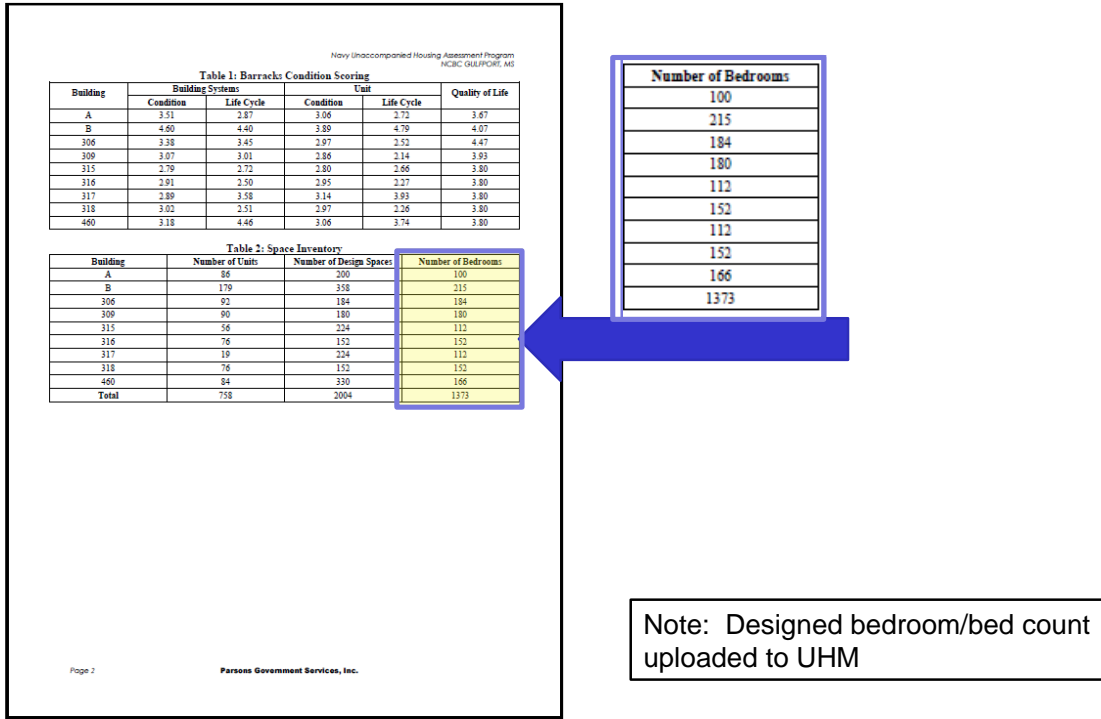 Navy Unaccompanied Housing Assessment Program
NCBC GULFPORT, MS
Table 1: Barracks Condition Scoring
Building Building Systems Unit Quality of Life
Condition Life Cycle Condition Life Cycle
A 3.51 2.87 3.06 2.72 3.67
B 4.60 4.40 3.89 4.79 4.07
306 3.38 3.45 2.97 2.52 4.47
309 3.07 3.01 2.86 2.14 3.93
315 2.79 2.72 2.80 2.66 3.80
316 2.91 2.50 2.95 2.27 3.80
317 2.89 3.58 3.14 3.93 3.80
318 3.02 2.51 2.97 2.26 3.80
460 3.18 4.46 3.06 3.74 3.80
Table 2: Space Inventory
Building Number of Units Number of Design Spaces Number of Bedrooms
A 86 200 100
B 179 358 215
306 92 184 184
309 90 180 180
315 56 224 112
316 76 152 152
317 19 224 112
318 76 152 152
460 84 330 166
Total 758 2004 1373
Page 2 Parsons Government Services, Inc.
Number of Bedrooms
100
215
184
180
112
152
112
152
166
1373
Note: Designed bedroom/bed count
uploaded to UHM